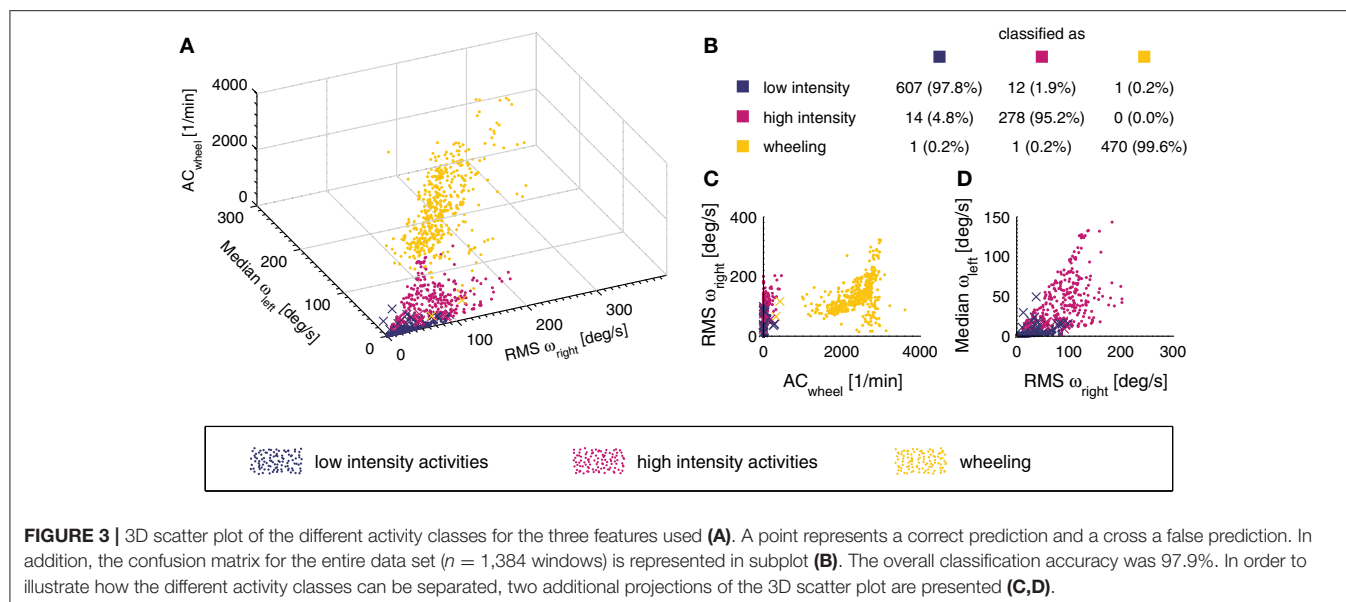 A
4000
2000
0
AC_wheel [1/min]
300
200
100
0
Median ω_left [deg/s]
0
100
200
300
RMS ω_right [deg/s]
B
classified as
low intensity 607 (97.8%) 12 (1.9%) 1 (0.2%)
high intensity 14 (4.8%) 278 (95.2%) 0 (0.0%)
wheeling 1 (0.2%) 1 (0.2%) 470 (99.6%)
C
400
200
0
RMS ω_right [deg/s]
0 2000 4000
AC_wheel [1/min]
D
150
100
50
0
Median ω_left [deg/s]
0 100 200 300
RMS ω_right [deg/s]
low intensity activities high intensity activities wheeling
FIGURE 3 | 3D scatter plot of the different activity classes for the three features used (A). A point represents a correct prediction and a cross a false prediction. In
addition, the confusion matrix for the entire data set (n = 1,384 windows) is represented in subplot (B). The overall classification accuracy was 97.9%. In order to
illustrate how the different activity classes can be separated, two additional projections of the 3D scatter plot are presented (C,D).